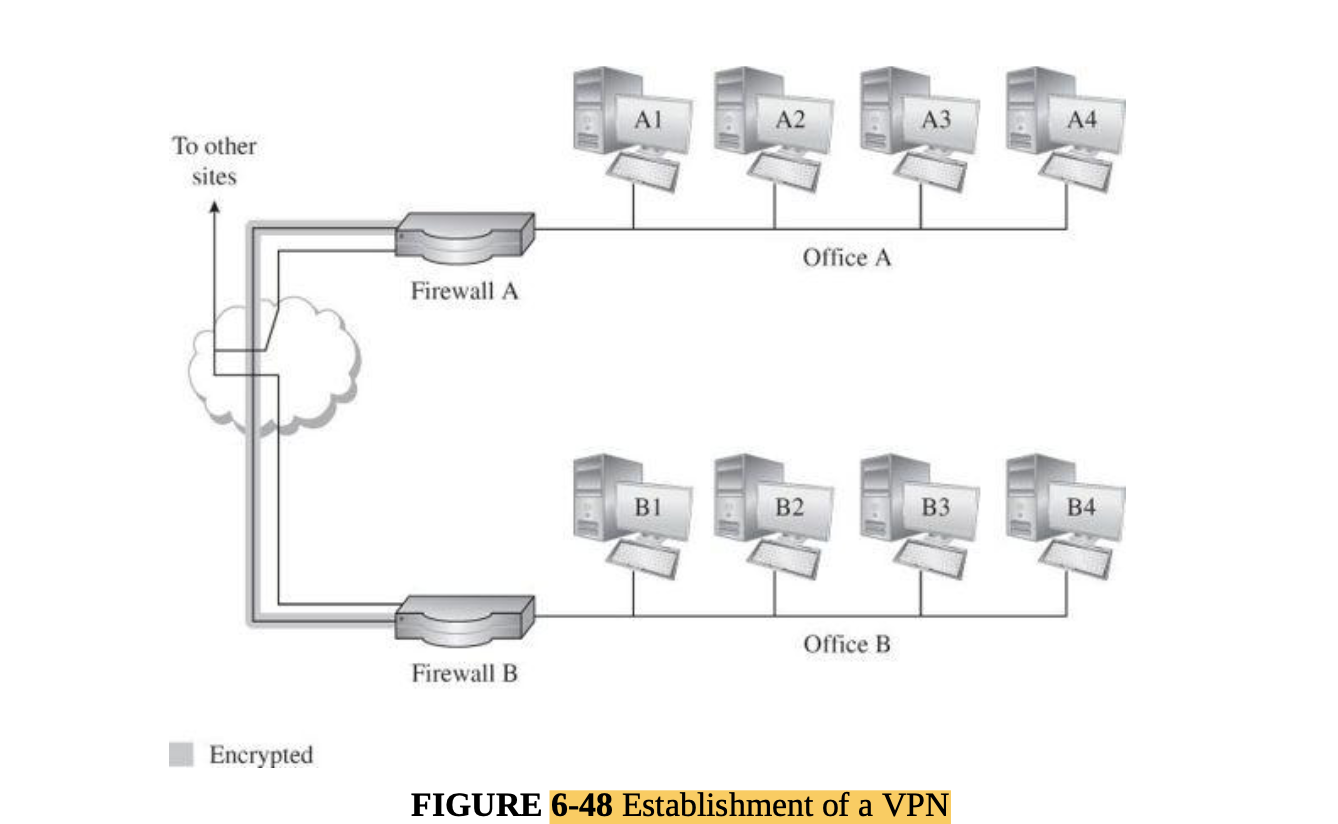 A1
A2
A3
A4
To other
sites
Office A
Firewall A
B1
B2
B3
B4
Office B
Firewall B
Encrypted
FIGURE 6-48 Establishment of a VPN